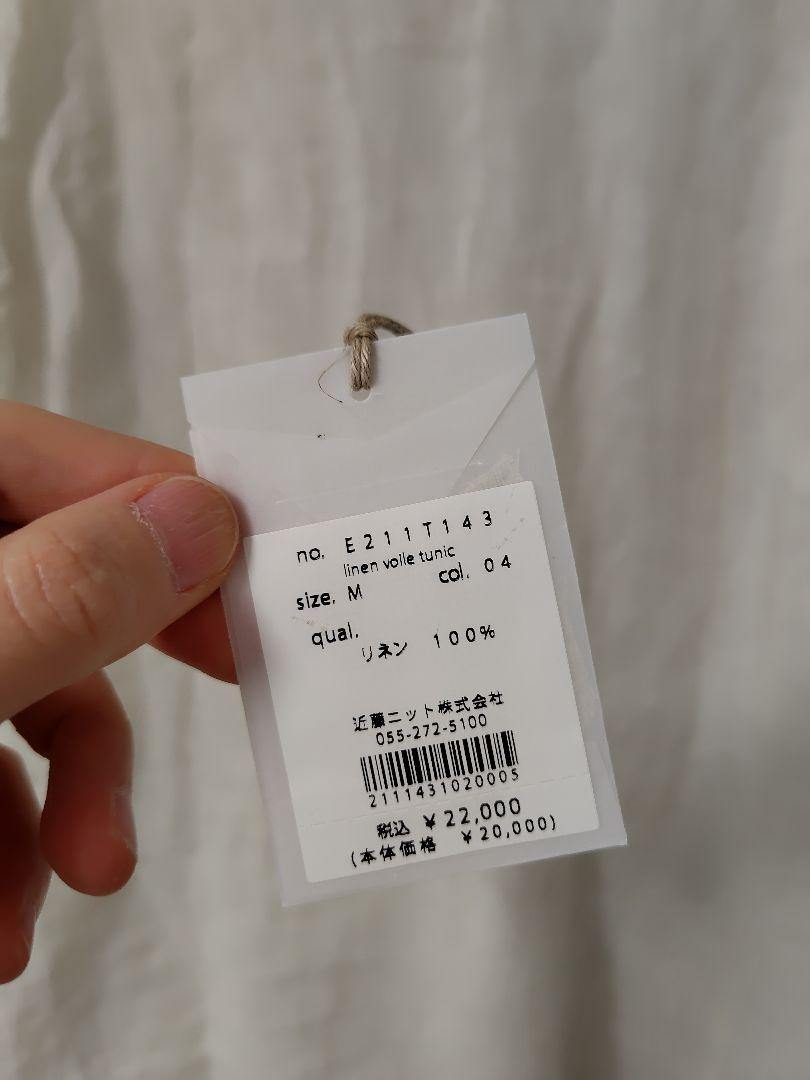 no. E211T143
linen voile tunic
size. M col. 04
qual.
リネン 100%
近藤ニット株式会社
055-272-5100
2111431020005
税込 ¥22,000
(本体価格 ¥20,000)